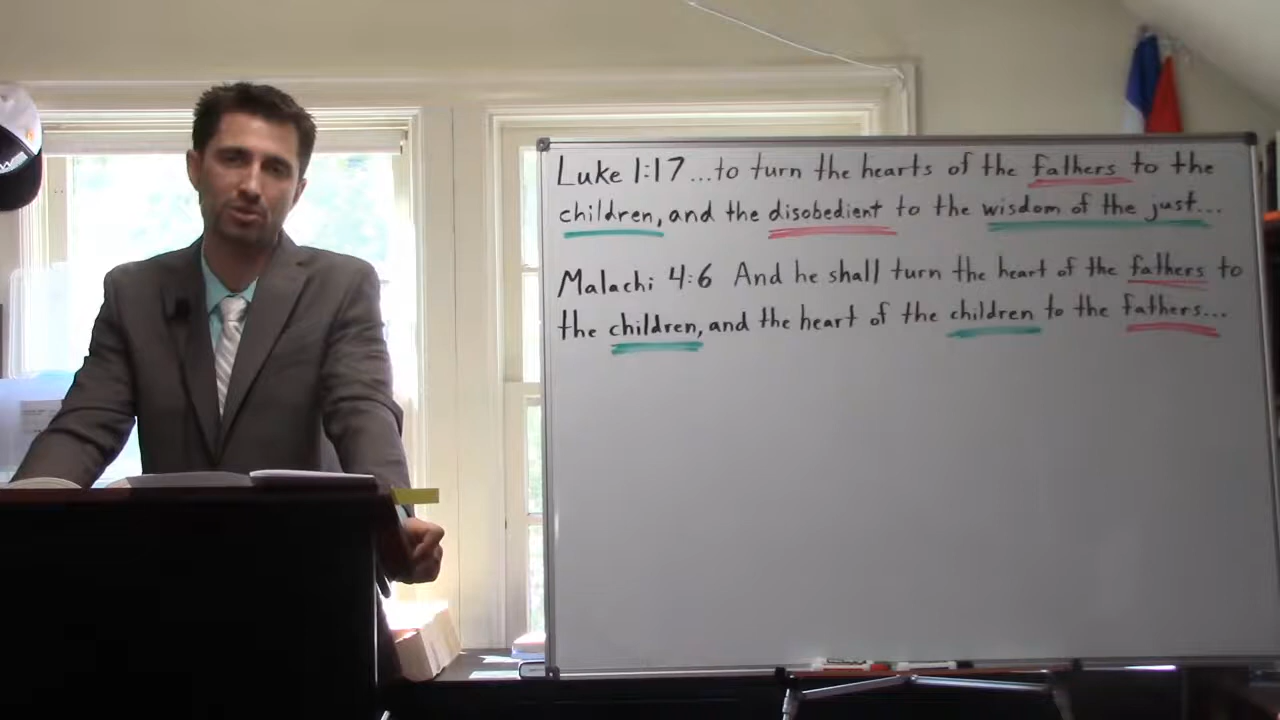 Luke 1:17 ...to turn the hearts of the fathers to the
children, and the disobedient to the wisdom of the just...
Malachi 4:6 And he shall turn the heart of the fathers to
the children, and the heart of the children to the fathers...